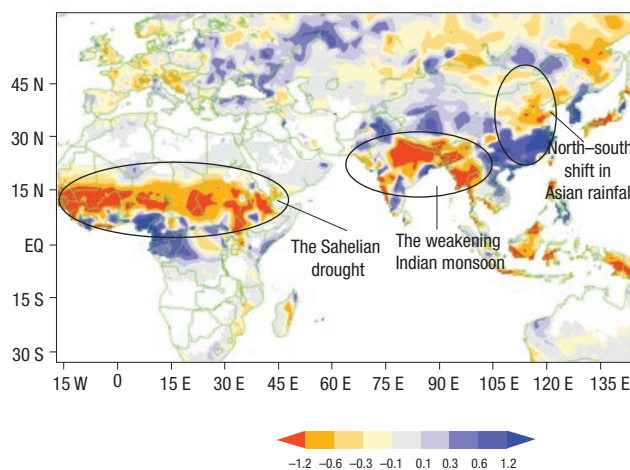 45 N
30 N
15 N
EQ
15 S
30 S
North–south
shift in
Asian rainfall
The Sahelian
drought
The weakening
Indian monsoon
15 W 0 15 E 30 E 45 E 60 E 75 E 90 E 105 E 120 E 135 E
–1.2 –0.6 –0.3 –0.1 0.1 0.3 0.6 1.2